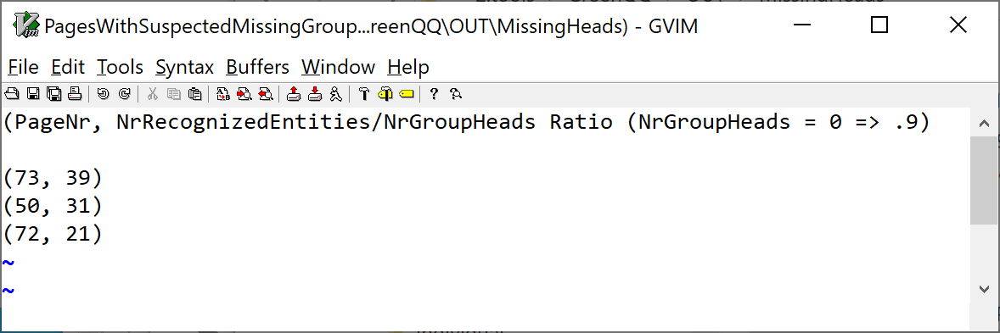 PagesWithSuspectedMissingGroup...reenQQ\OUT\MissingHeads) - GVIM
File Edit Tools Syntax Buffers Window Help
(PageNr, NrRecognizedEntities/NrGroupHeads Ratio (NrGroupHeads = 0 => .9)
(73, 39)
(50, 31)
(72, 21)
~
~